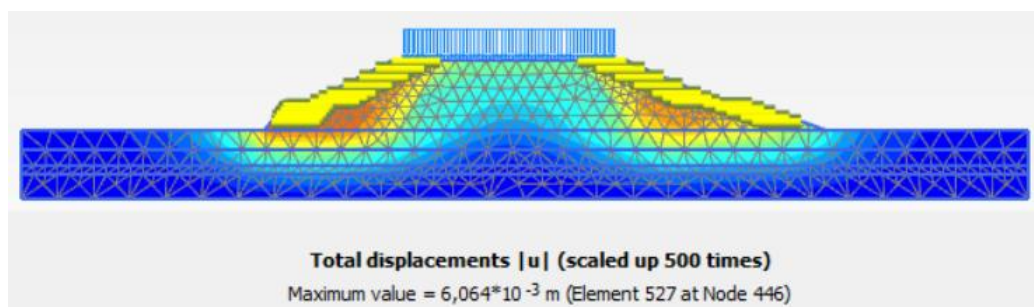 Total displacements |u| (scaled up 500 times)
Maximum value = 6,064*10 -3 m (Element 527 at Node 446)